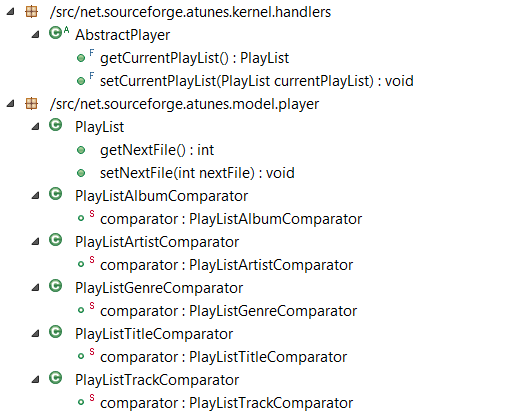 /src/net.sourceforge.atunes.kernel.handlers
C A AbstractPlayer
F getCurrentPlayList() : PlayList
F setCurrentPlayList(PlayList currentPlayList) : void
/src/net.sourceforge.atunes.model.player
C PlayList
getNextFile() : int
setNextFile(int nextFile) : void
C PlayListAlbumComparator
S comparator : PlayListAlbumComparator
C PlayListArtistComparator
S comparator : PlayListArtistComparator
C PlayListGenreComparator
S comparator : PlayListGenreComparator
C PlayListTitleComparator
S comparator : PlayListTitleComparator
C PlayListTrackComparator
S comparator : PlayListTrackComparator